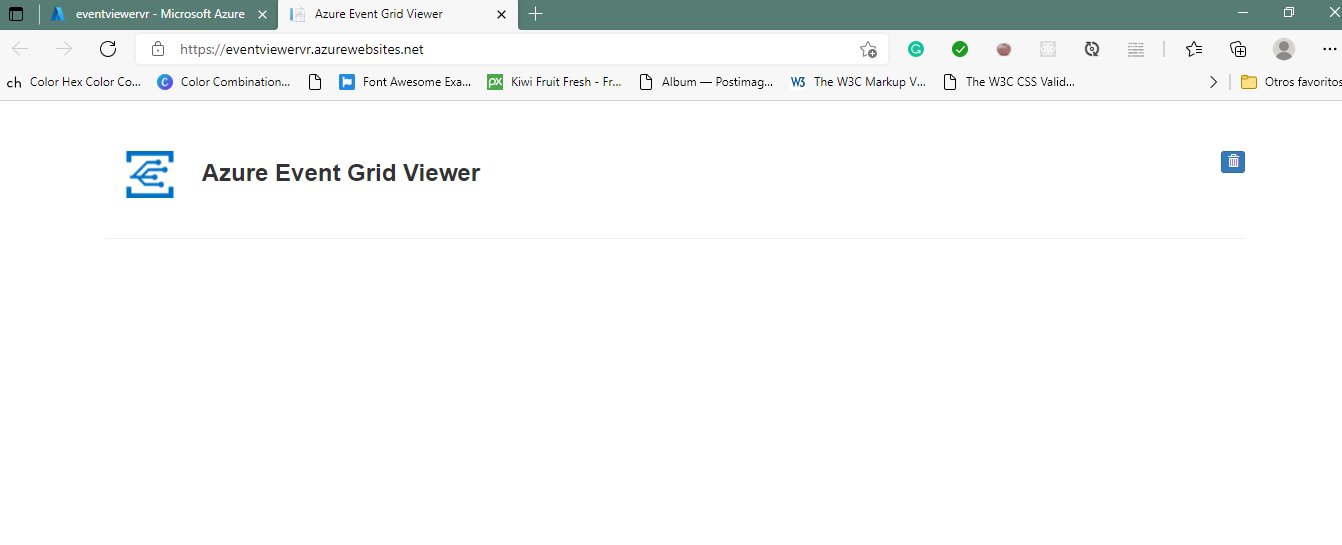 eventviewervr - Microsoft Azure Azure Event Grid Viewer
https://eventviewervr.azurewebsites.net
ch Color Hex Color Co... C Color Combination... Font Awesome Exa... px Kiwi Fruit Fresh - Fr... Album — Postimag... W3 The W3C Markup V... The W3C CSS Valid... Otros favoritos
Azure Event Grid Viewer